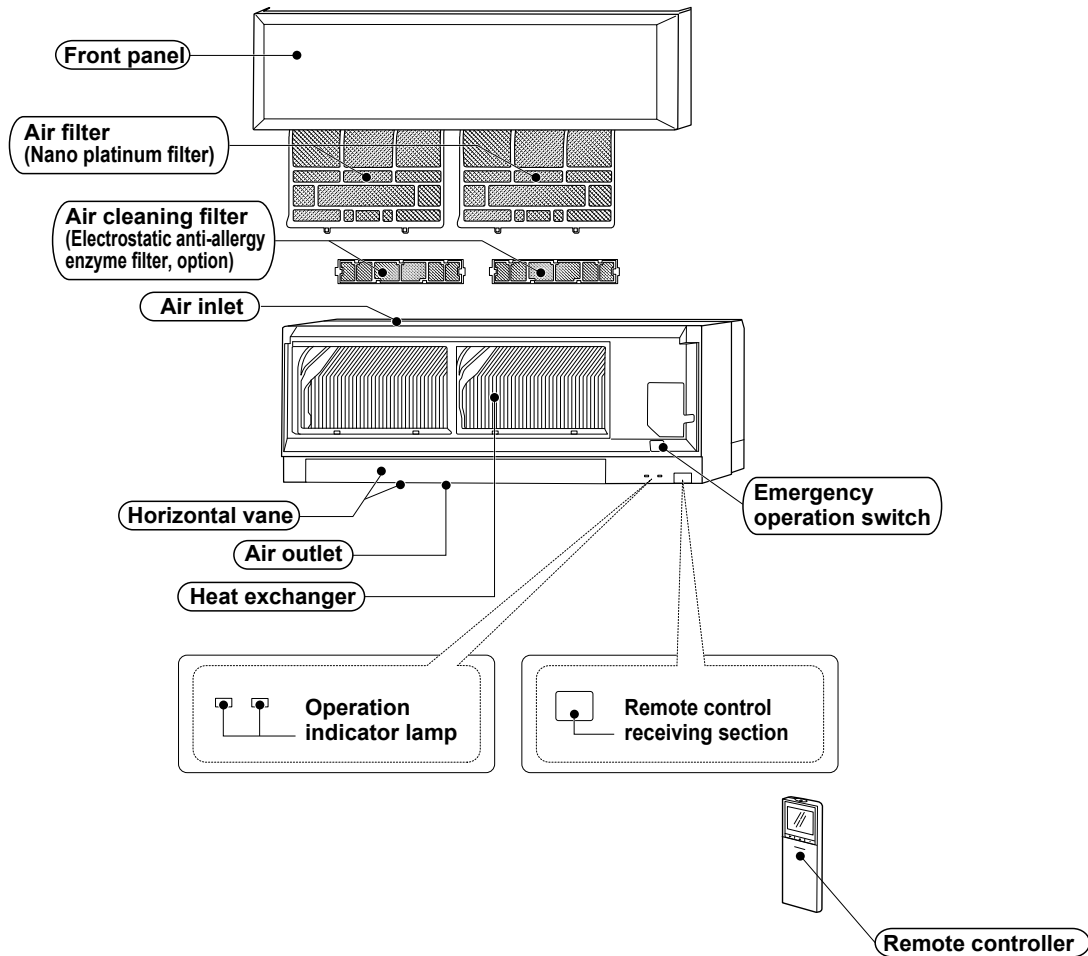 Front panel
Air filter
(Nano platinum filter)
Air cleaning filter
(Electrostatic anti-allergy
enzyme filter, option)
Air inlet
Horizontal vane
Air outlet
Heat exchanger
Emergency
operation switch
Operation
indicator lamp
Remote control
receiving section
Remote controller